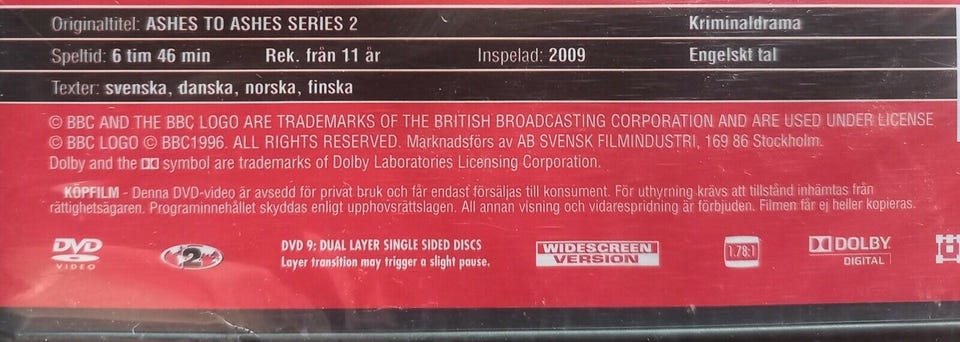 Originaltitel: ASHES TO ASHES SERIES 2 Kriminaldrama
Speltid: 6 tim 46 min Rek. från 11 år Inspelad: 2009 Engelskt tal
Texter: svenska, danska, norska, finska
© BBC AND THE BBC LOGO ARE TRADEMARKS OF THE BRITISH BROADCASTING CORPORATION AND ARE USED UNDER LICENSE
© BBC LOGO © BBC1996. ALL RIGHTS RESERVED. Marknadsförs av AB SVENSK FILMINDUSTRI, 169 86 Stockholm.
Dolby and the symbol are trademarks of Dolby Laboratories Licensing Corporation.
KÖPFILM - Denna DVD-video är avsedd för privat bruk och får endast försäljas till konsument. För uthyrning krävs att tillstånd inhämtas från
rättighetsägaren. Programinnehållet skyddas enligt upphovsrättslagen. All annan visning och vidarespridning är förbjuden. Filmen får ej heller kopieras.
DVD VIDEO
2
DVD 9: DUAL LAYER SINGLE SIDED DISCS
Layer transition may trigger a slight pause.
WIDESCREEN
VERSION
1.78:1
DOLBY
DIGITAL